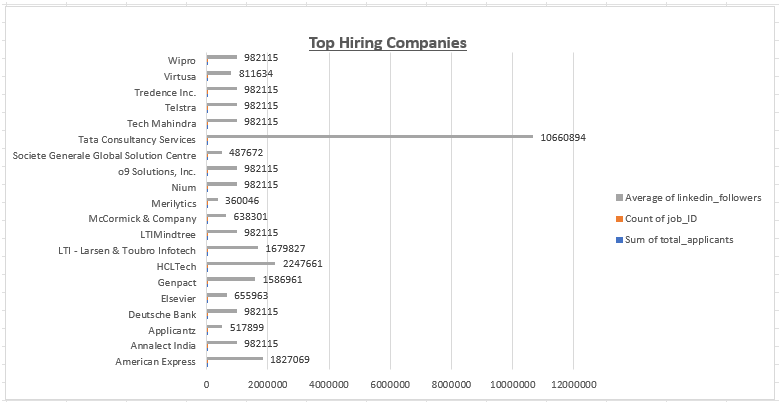 Top Hiring Companies
Wipro 982115
Virtusa 811634
Tredence Inc. 982115
Telstra 982115
Tech Mahindra 982115
Tata Consultancy Services 10660894
Societe Generale Global Solution Centre 487672
o9 Solutions, Inc. 982115
Nium 982115
Merilytics 360046
McCormick & Company 638301
LTIMindtree 982115
LTI - Larsen & Toubro Infotech 1679827
HCLTech 2247661
Genpact 1586961
Elsevier 655963
Deutsche Bank 982115
Applicantz 517899
Annalect India 982115
American Express 1827069
0 2000000 4000000 6000000 8000000 10000000 12000000
Average of linkedin_followers
Count of job_ID
Sum of total_applicants